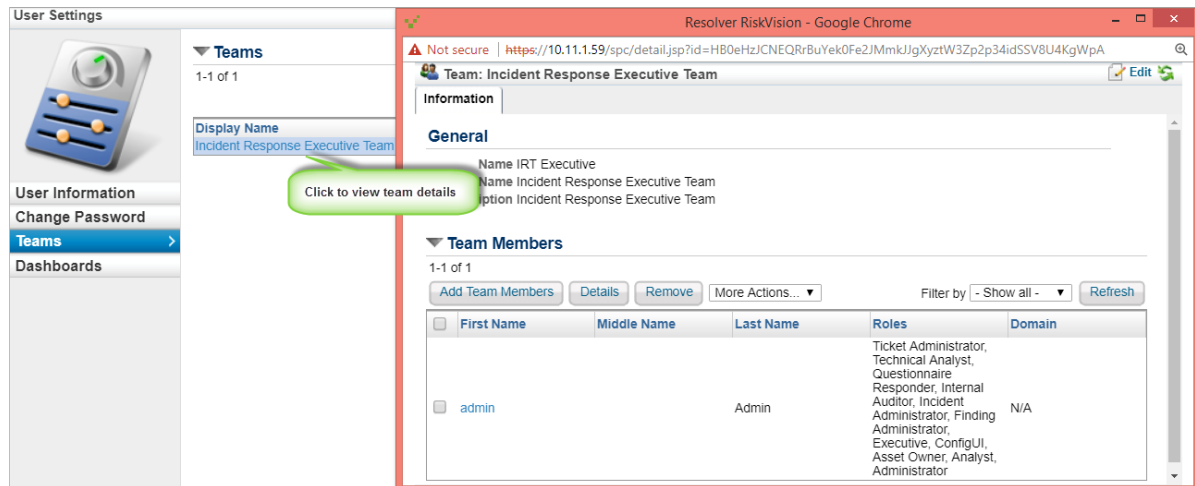 User Settings
User Information
Change Password
Teams
Dashboards
Teams
1-1 of 1
Display Name
Incident Response Executive Team
Click to view team details
Resolver RiskVision - Google Chrome
Not secure https://10.11.1.59/spc/detail.jsp?id=HB0eHzJCNEQRrBuYek0Fe2JMmkJJgXyztW3Zp2p34idSSV8U4KgWpA
Team: Incident Response Executive Team
Edit
Information
General
Name IRT Executive
Name Incident Response Executive Team
iption Incident Response Executive Team
Team Members
1-1 of 1
Add Team Members Details Remove More Actions... Filter by - Show all - Refresh
First Name Middle Name Last Name Roles Domain
Ticket Administrator,
Technical Analyst,
Questionnaire
Responder, Internal
Auditor, Incident
admin Admin Administrator, Finding N/A
Administrator,
Executive, ConfigUI,
Asset Owner, Analyst,
Administrator